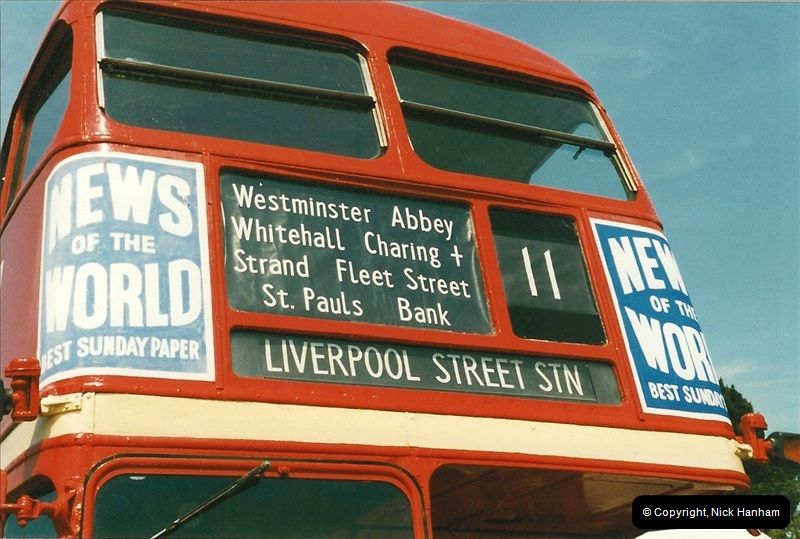 NEWS
OF THE
WORLD
BEST SUNDAY PAPER
Westminster Abbey
Whitehall Charing +
Strand Fleet Street
St. Pauls Bank
11
LIVERPOOL STREET STN
NEW
OF THE
WOR
BEST SUNDAY
© Copyright, Nick Hanham